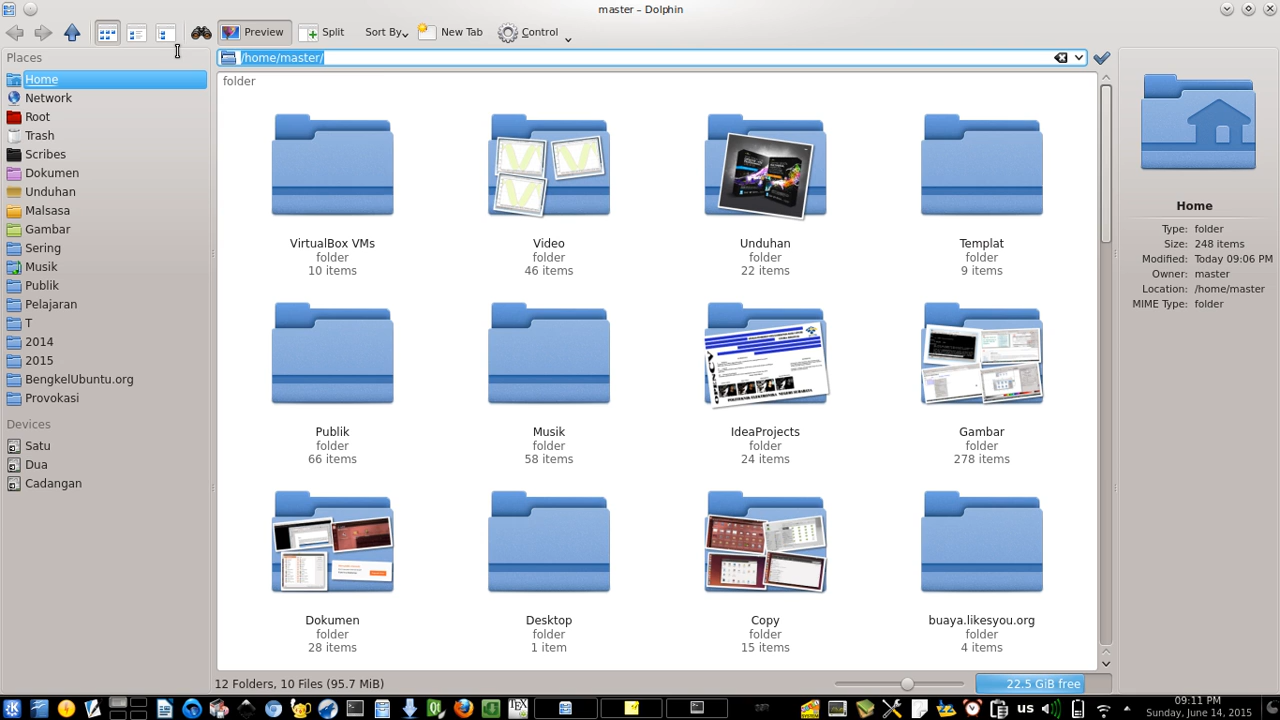 master – Dolphin
Preview
Split
Sort By
New Tab
Control
Places
Home
Network
Root
Trash
Scribes
Dokumen
Unduhan
Malsasa
Gambar
Sering
Musik
Publik
Pelajaran
T
2014
2015
BengkelUbuntu.org
Provokasi
Devices
Satu
Dua
Cadangan
/home/master/
folder
VirtualBox VMs
folder
10 items
Video
folder
46 items
Unduhan
folder
22 items
Templat
folder
9 items
Publik
folder
66 items
Musik
folder
58 items
IdeaProjects
folder
24 items
Gambar
folder
278 items
Dokumen
folder
28 items
Desktop
folder
1 item
Copy
folder
15 items
buaya.likesyou.org
folder
4 items
12 Folders, 10 Files (95.7 MiB)
22.5 GiB free
Home
Type: folder
Size: 248 items
Modified: Today 09:06 PM
Owner: master
Location: /home/master
MIME Type: folder
us
09:11 PM
Sunday, June 14, 2015